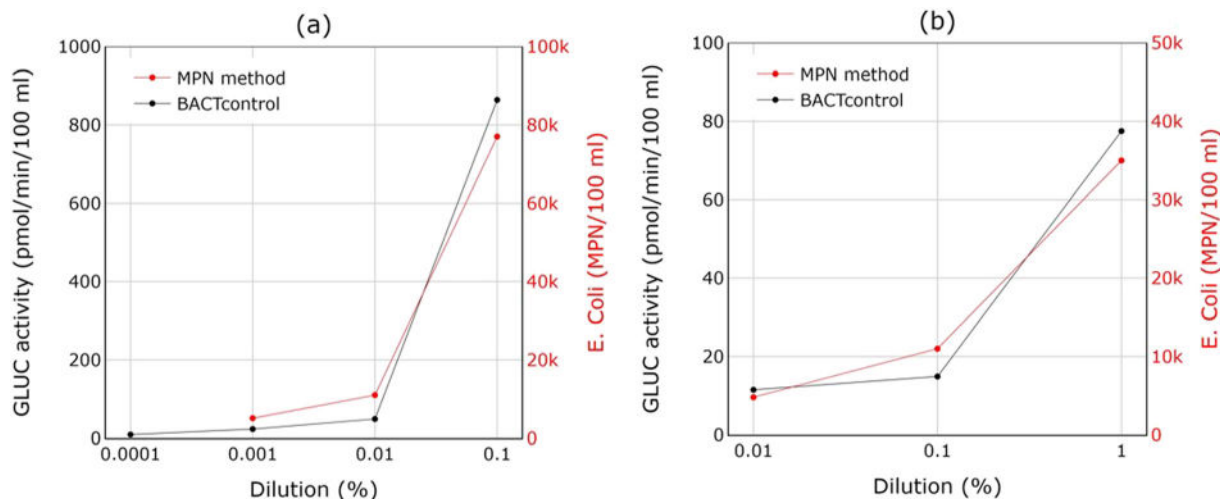 (a)
GLUC activity (pmol/min/100 ml)
1000
800
600
400
200
0
MPN method
BACTcontrol
100k
80k
60k
40k
20k
0
E. Coli (MPN/100 ml)
0.0001 0.001 0.01 0.1
Dilution (%)
(b)
GLUC activity (pmol/min/100 ml)
100
80
60
40
20
0
MPN method
BACTcontrol
50k
40k
30k
20k
10k
0
E. Coli (MPN/100 ml)
0.01 0.1 1
Dilution (%)